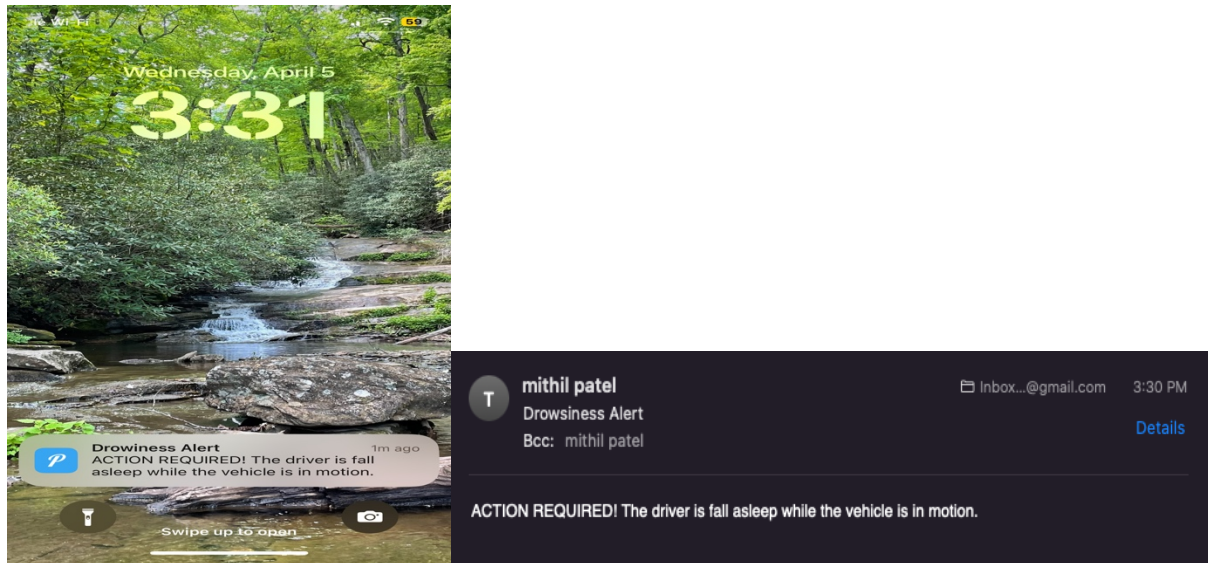 Wi-Fi
59
Wednesday, April 5
3:31
Drowiness Alert 1m ago
ACTION REQUIRED! The driver is fall
asleep while the vehicle is in motion.
Swipe up to open
T
mithil patel Inbox...@gmail.com 3:30 PM
Drowsiness Alert
Details
Bcc: mithil patel
ACTION REQUIRED! The driver is fall asleep while the vehicle is in motion.